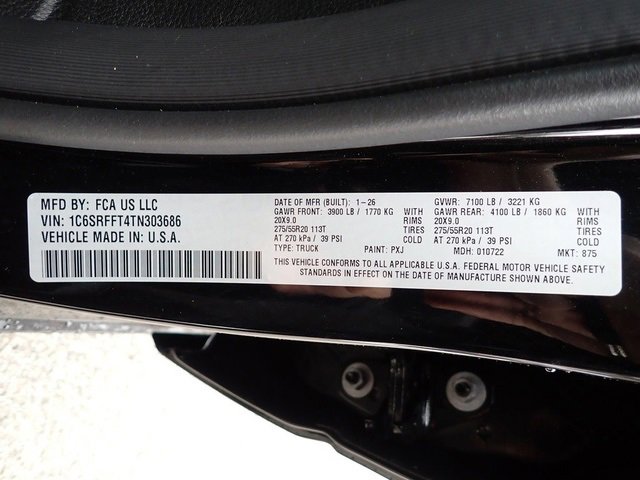 MFD BY: FCA US LLC
VIN: 1C6SRFFT4TN303686
VEHICLE MADE IN: U.S.A.
DATE OF MFR (BUILT): 1-26 GVWR: 7100 LB / 3221 KG
GAWR FRONT: 3900 LB / 1770 KG WITH GAWR REAR: 4100 LB / 1860 KG WITH
20X9.0 RIMS 20X9.0 RIMS
275/55R20 113T TIRES 275/55R20 113T TIRES
AT 270 kPa / 39 PSI COLD AT 270 kPa / 39 PSI COLD
TYPE: TRUCK PAINT: PXJ MDH: 010722 MKT: 875
THIS VEHICLE CONFORMS TO ALL APPLICABLE U.S.A. FEDERAL MOTOR VEHICLE SAFETY
STANDARDS IN EFFECT ON THE DATE OF MANUFACTURE SHOWN ABOVE.